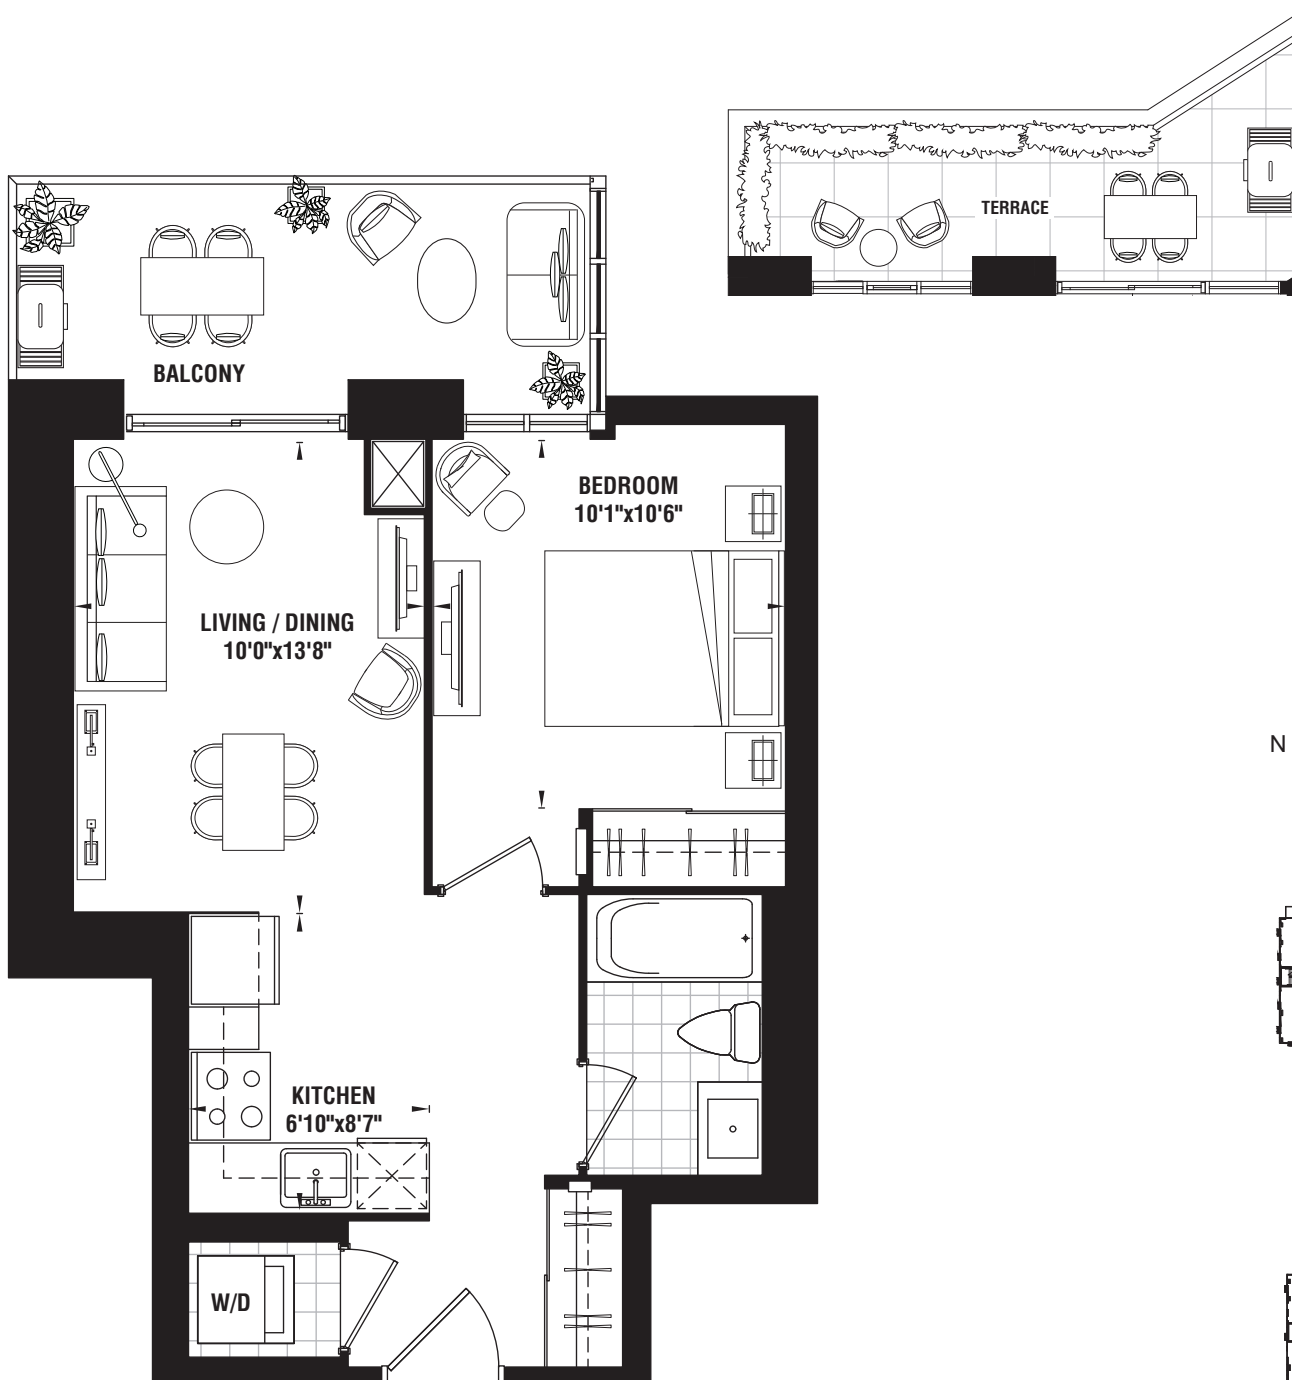 TERRACE
BALCONY
BEDROOM
10'1"x10'6"
LIVING / DINING
10'0"x13'8"
N
KITCHEN
6'10"x8'7"
W/D